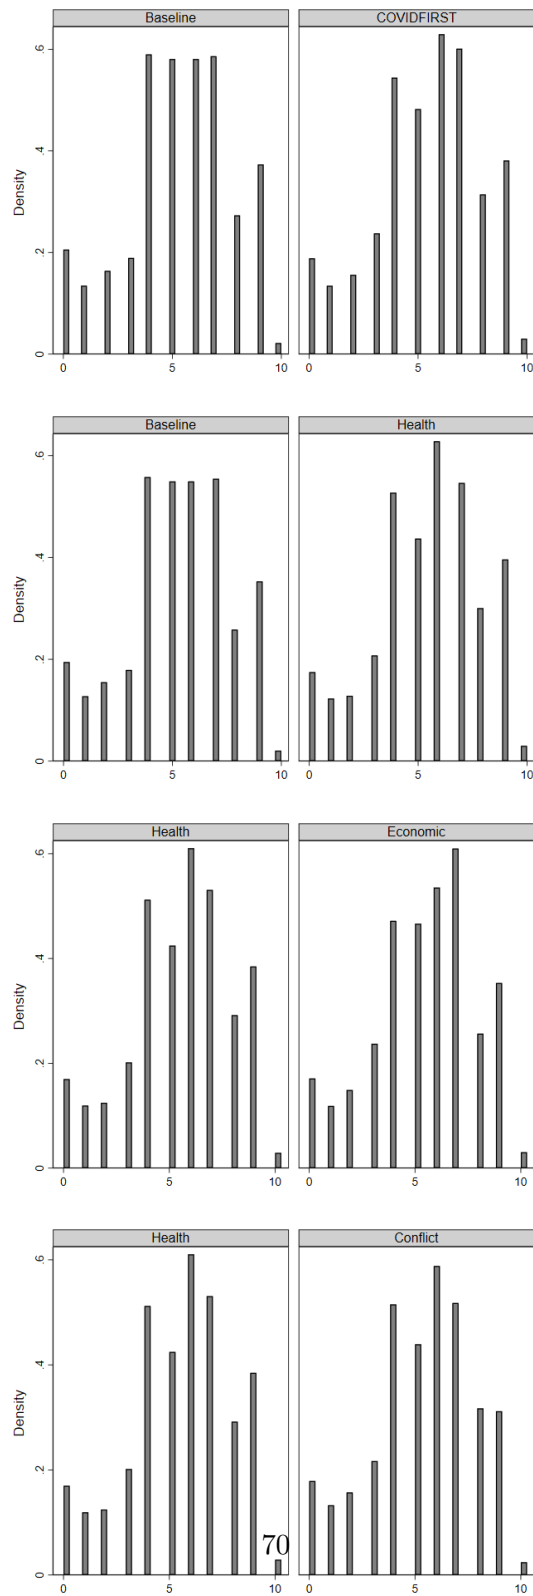 Baseline COVIDFIRST
Density
0 .2 .4 .6
0 5 10 0 5 10
Baseline Health
Density
0 .2 .4 .6
0 5 10 0 5 10
Health Economic
Density
0 .2 .4 .6
0 5 10 0 5 10
Health Conflict
Density
0 .2 .4 .6
0 5 10 0 5 10
70